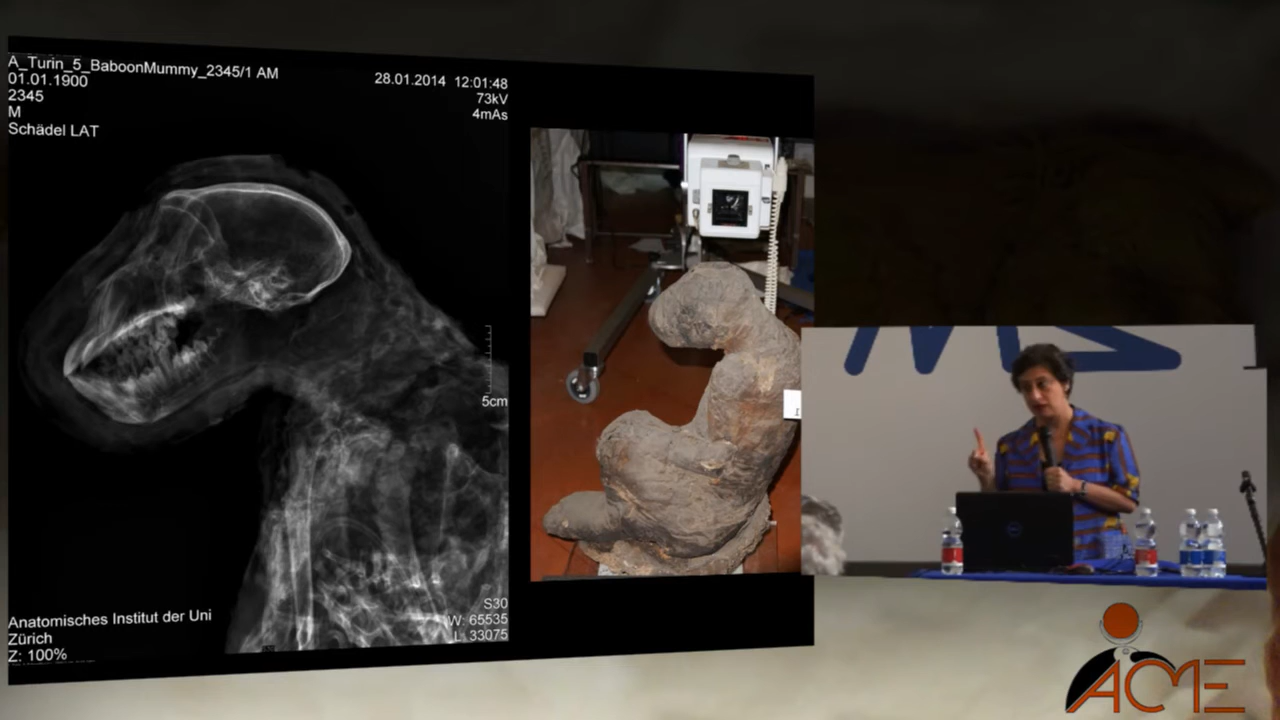 A_Turin_5_BaboonMummy_2345/1 AM
01.01.1900
2345
M
Schädel LAT
28.01.2014 12:01:48
73kV
4mAs
5cm
Anatomisches Institut der Uni
Zürich
Z: 100%
S30
W: 65535
L: 33075
ACME